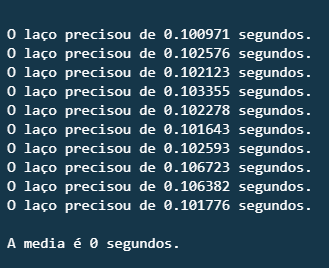 O laço precisou de 0.100971 segundos.
O laço precisou de 0.102576 segundos.
O laço precisou de 0.102123 segundos.
O laço precisou de 0.103355 segundos.
O laço precisou de 0.102278 segundos.
O laço precisou de 0.101643 segundos.
O laço precisou de 0.102593 segundos.
O laço precisou de 0.106723 segundos.
O laço precisou de 0.106382 segundos.
O laço precisou de 0.101776 segundos.
A media é 0 segundos.